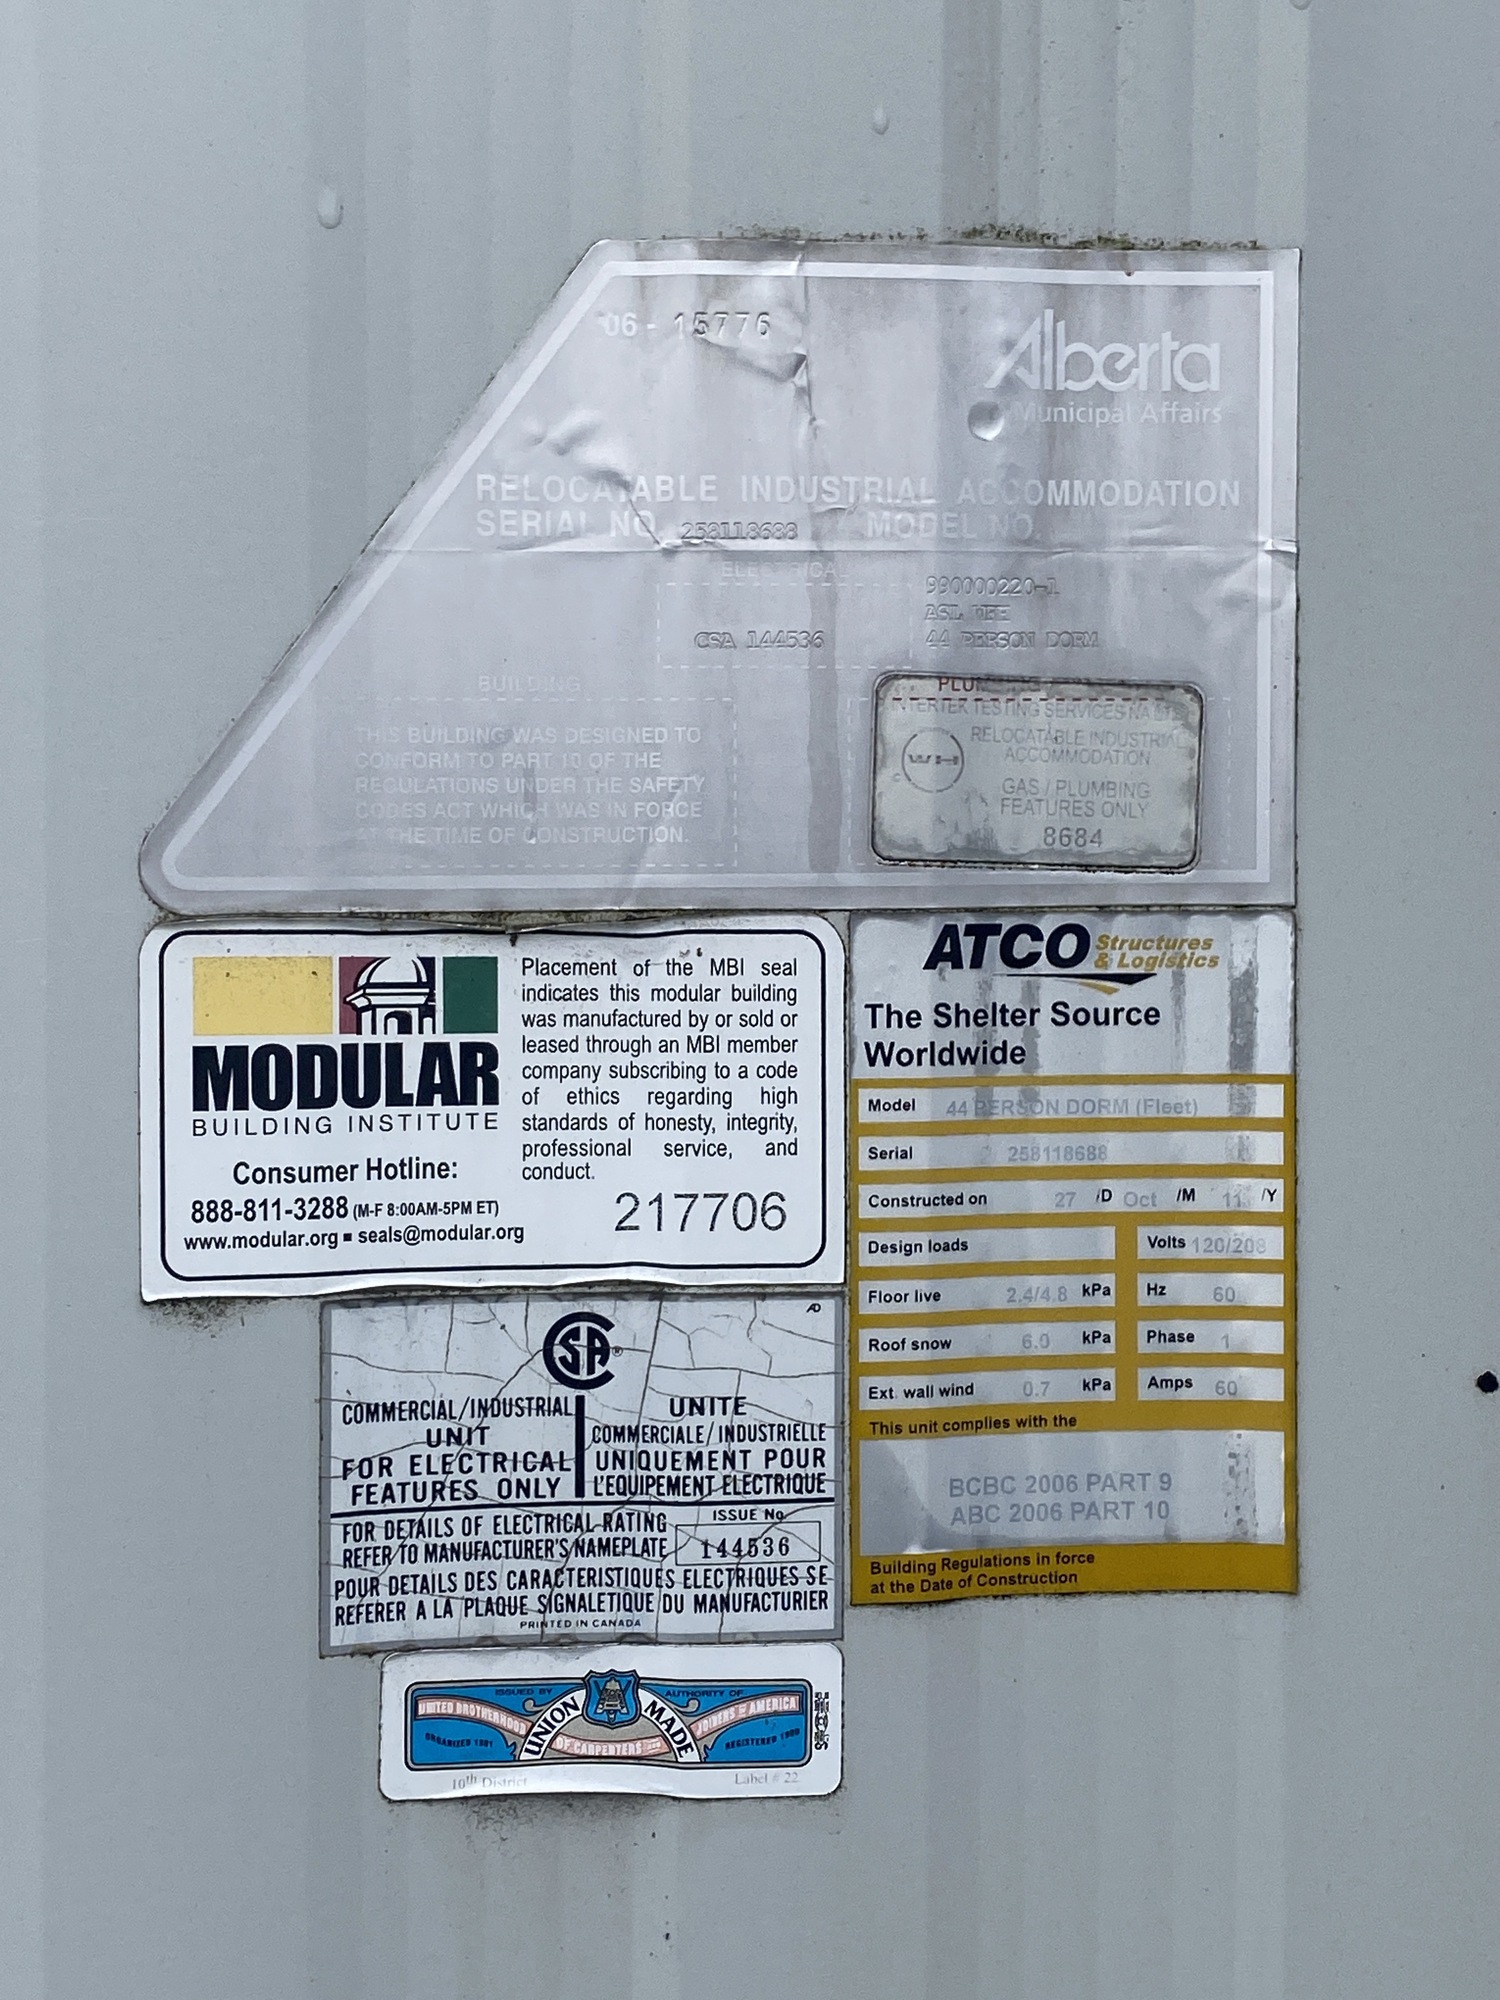 06 - 15776
Alberta
Municipal Affairs
RELOCATABLE INDUSTRIAL ACCOMMODATION
SERIAL NO. 258118688 MODEL NO.
ELECTRICAL
990000220-1
ASL
CSA 144536
44 PERSON DORM
BUILDING
THIS BUILDING WAS DESIGNED TO
CONFORM TO PART 10 OF THE
REGULATIONS UNDER THE SAFETY
CODES ACT WHICH WAS IN FORCE
AT THE TIME OF CONSTRUCTION.
INTERTEK TESTING SERVICES NA
WH
RELOCATABLE INDUSTRIAL
ACCOMMODATION
GAS / PLUMBING
FEATURES ONLY
8684
MODULAR
BUILDING INSTITUTE
Consumer Hotline:
888-811-3288 (M-F 8:00AM-5PM ET)
www.modular.org ▪ seals@modular.org
Placement of the MBI seal
indicates this modular building
was manufactured by or sold or
leased through an MBI member
company subscribing to a code
of ethics regarding high
standards of honesty, integrity,
professional service, and
conduct.
217706
ATCO Structures
& Logistics
The Shelter Source
Worldwide
Model 44 PERSON DORM (Fleet)
Serial 258118688
Constructed on 27 /D Oct /M 11 /Y
Design loads
Volts 120/208
Floor live 2.4/4.8 kPa
Hz 60
Roof snow 6.0 kPa
Phase 1
Ext. wall wind 0.7 kPa
Amps 60
This unit complies with the
BCBC 2006 PART 9
ABC 2006 PART 10
Building Regulations in force
at the Date of Construction
CSA®
COMMERCIAL/INDUSTRIAL
UNIT
FOR ELECTRICAL
FEATURES ONLY
UNITE
COMMERCIALE/INDUSTRIELLE
UNIQUEMENT POUR
L'EQUIPEMENT ELECTRIQUE
FOR DETAILS OF ELECTRICAL RATING
REFER TO MANUFACTURER'S NAMEPLATE
ISSUE No.
144536
POUR DETAILS DES CARACTERISTIQUES ELECTRIQUES SE
REFERER A LA PLAQUE SIGNALETIQUE DU MANUFACTURIER
PRINTED IN CANADA
ISSUED BY AUTHORITY OF
UNITED BROTHERHOOD
OF CARPENTERS
JOINERS OF AMERICA
UNION MADE
ORGANIZED 1881
REGISTERED 1900
10th District
Label # 22